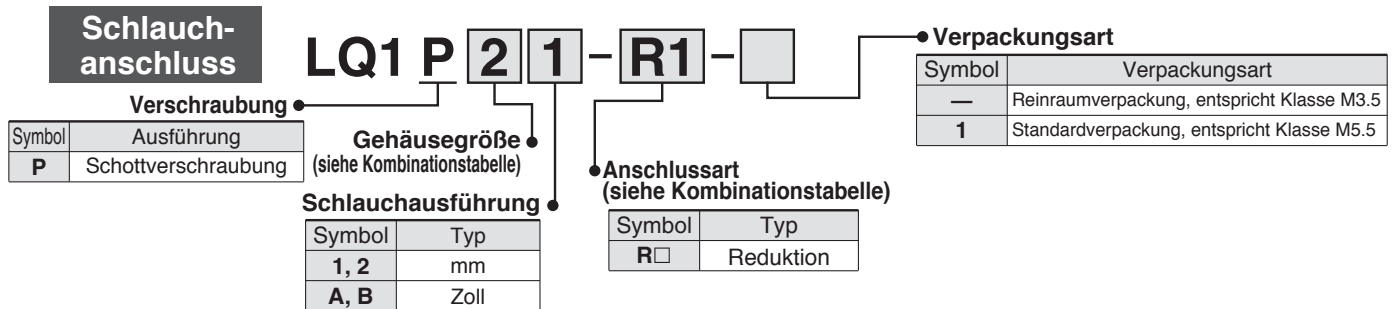 Schlauch-
anschluss
LQ1 P 2 1 – R1 –
Verpackungsart
Symbol Verpackungsart
— Reinraumverpackung, entspricht Klasse M3.5
1 Standardverpackung, entspricht Klasse M5.5
Verschraubung
Symbol Ausführung
P Schottverschraubung
Gehäusegröße
(siehe Kombinationstabelle)
Schlauchausführung
Symbol Typ
1, 2 mm
A, B Zoll
Anschlussart
(siehe Kombinationstabelle)
Symbol Typ
R□ Reduktion